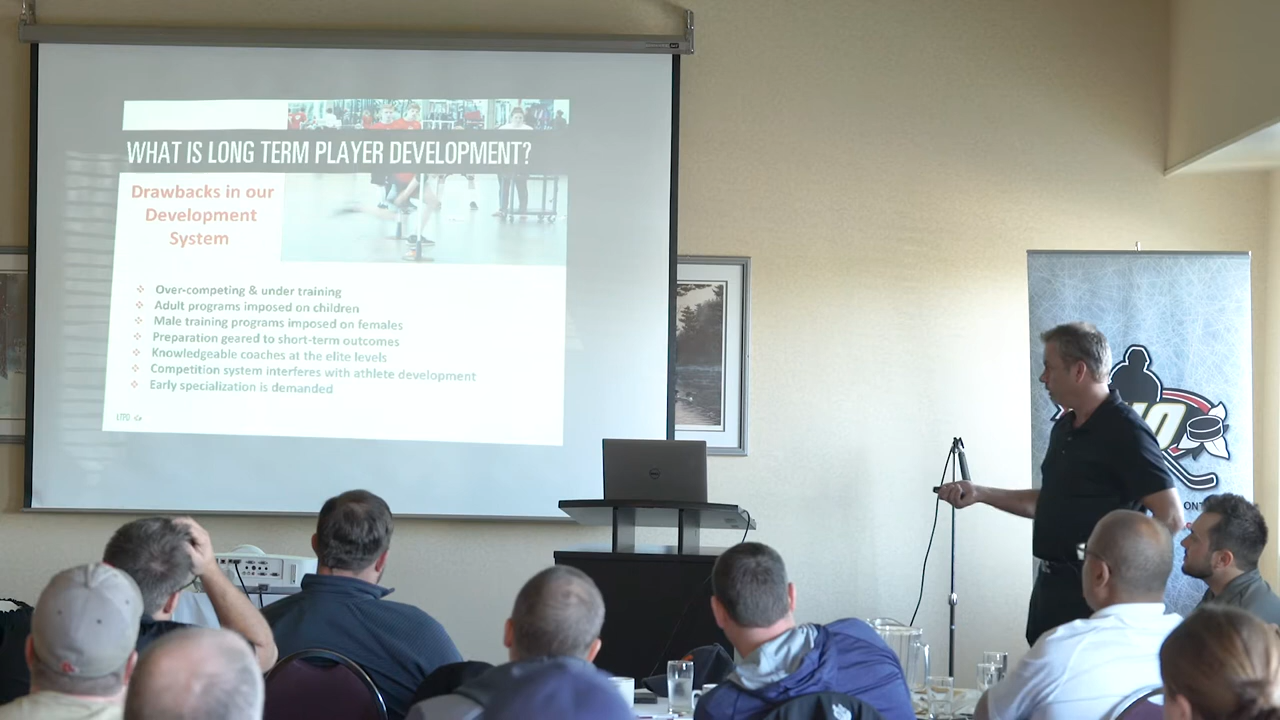 WHAT IS LONG TERM PLAYER DEVELOPMENT?
Drawbacks in our
Development
System
Over-competing & under training
Adult programs imposed on children
Male training programs imposed on females
Preparation geared to short-term outcomes
Knowledgeable coaches at the elite levels
Competition system interferes with athlete development
Early specialization is demanded
LTPD
DELL